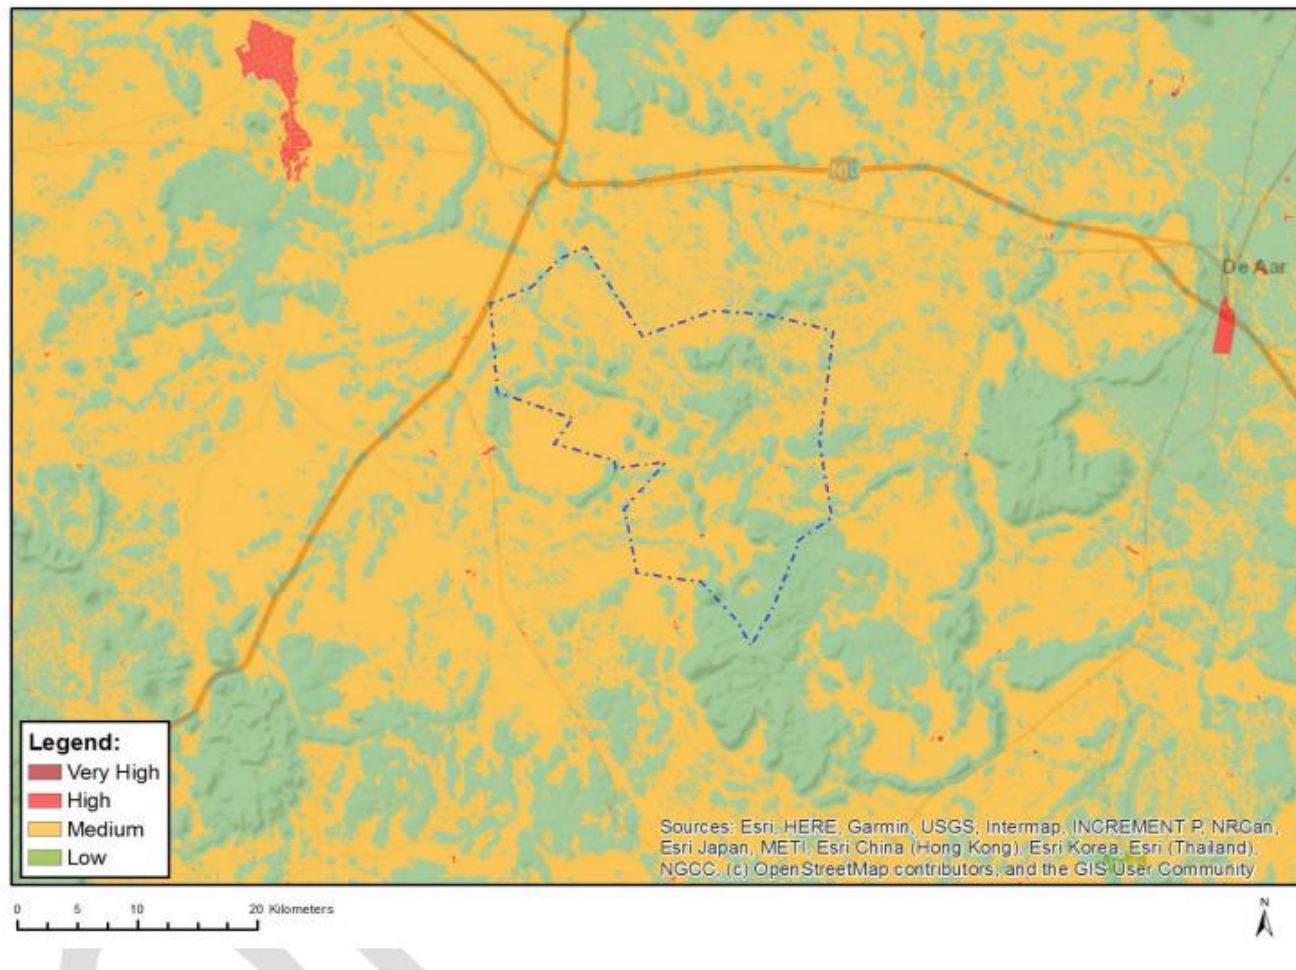 N10
De Aar
Legend:
Very High
High
Medium
Low
Sources: Esri, HERE, Garmin, USGS, Intermap, INCREMENT P, NRCan,
Esri Japan, METI, Esri China (Hong Kong), Esri Korea, Esri (Thailand),
NGCC, (c) OpenStreetMap contributors, and the GIS User Community
0 5 10 20 Kilometers
N